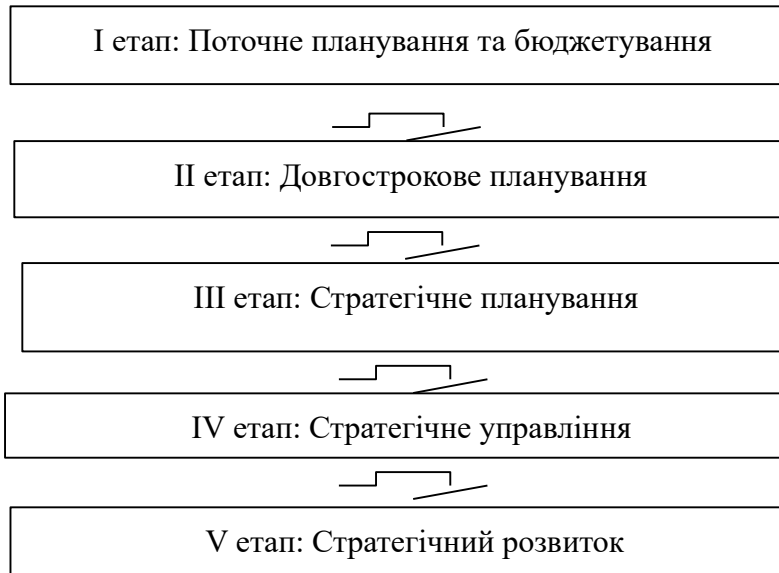 I етап: Поточне планування та бюджетування
II етап: Довгострокове планування
III етап: Стратегічне планування
IV етап: Стратегічне управління
V етап: Стратегічний розвиток